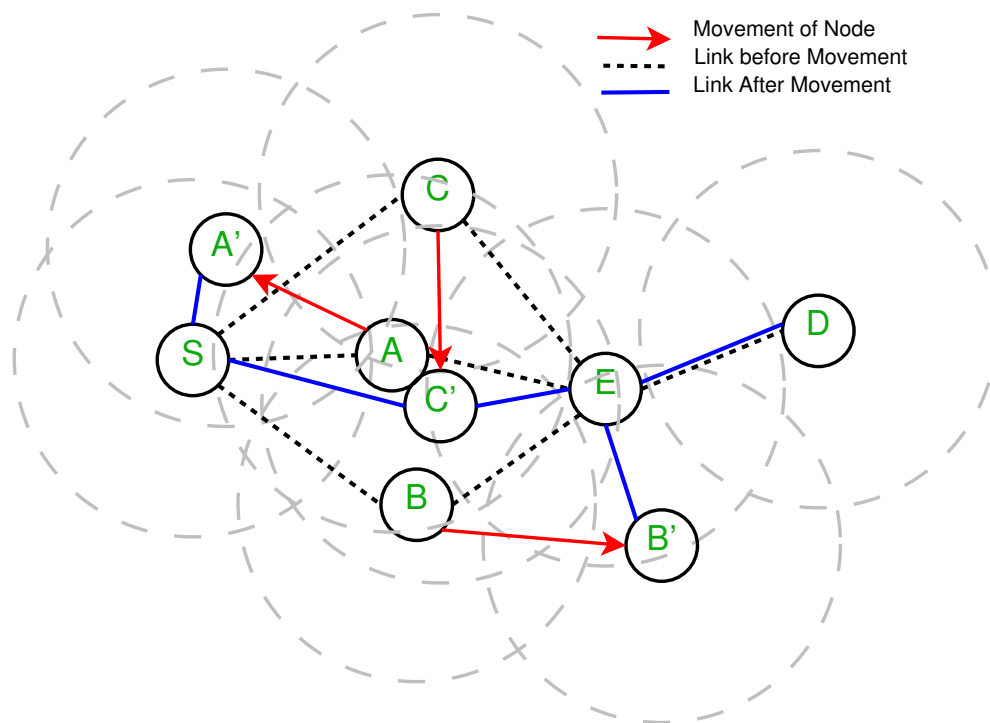 Movement of Node
Link before Movement
Link After Movement
C
A'
D
S
A
E
C'
B
B'